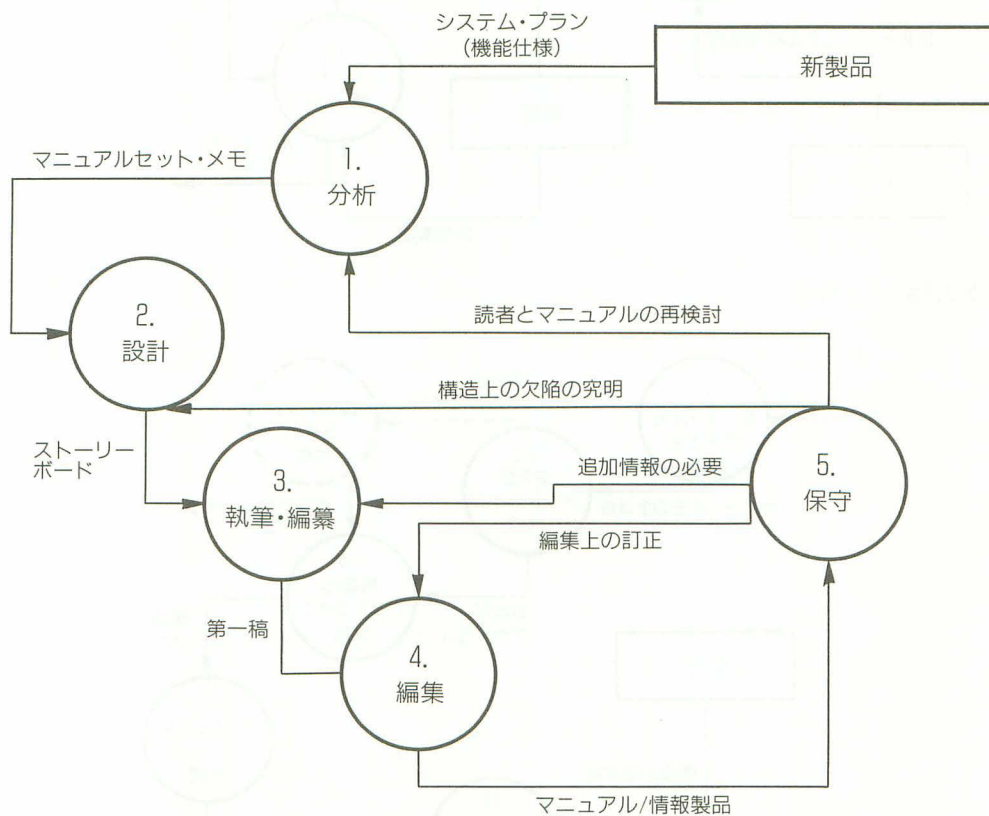 システム・プラン
(機能仕様)
新製品
マニュアルセット・メモ
1.
分析
2.
設計
読者とマニュアルの再検討
構造上の欠陥の究明
ストーリー
ボード
3.
執筆・編纂
追加情報の必要
5.
保守
編集上の訂正
第一稿
4.
編集
マニュアル/情報製品